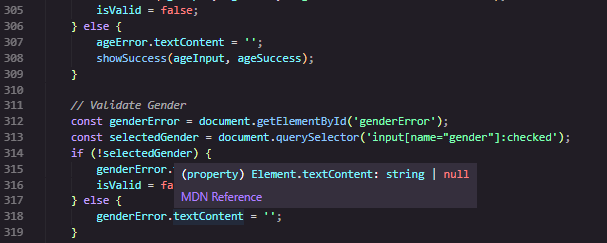 305 isValid = false;
306 } else {
307 ageError.textContent = '';
308 showSuccess(ageInput, ageSuccess);
309 }
310
311 // Validate Gender
312 const genderError = document.getElementById('genderError');
313 const selectedGender = document.querySelector('input[name="gender"]:checked');
314 if (!selectedGender) {
315 genderError.
(property) Element.textContent: string | null
316 isValid = fa
MDN Reference
317 } else {
318 genderError.textContent = '';
319 }